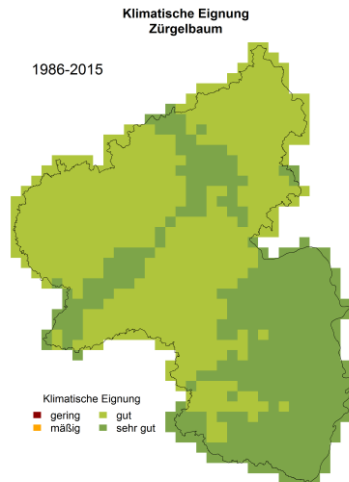 Klimatische Eignung
Zürgelbaum
1986-2015
Klimatische Eignung
gering gut
mäßig sehr gut